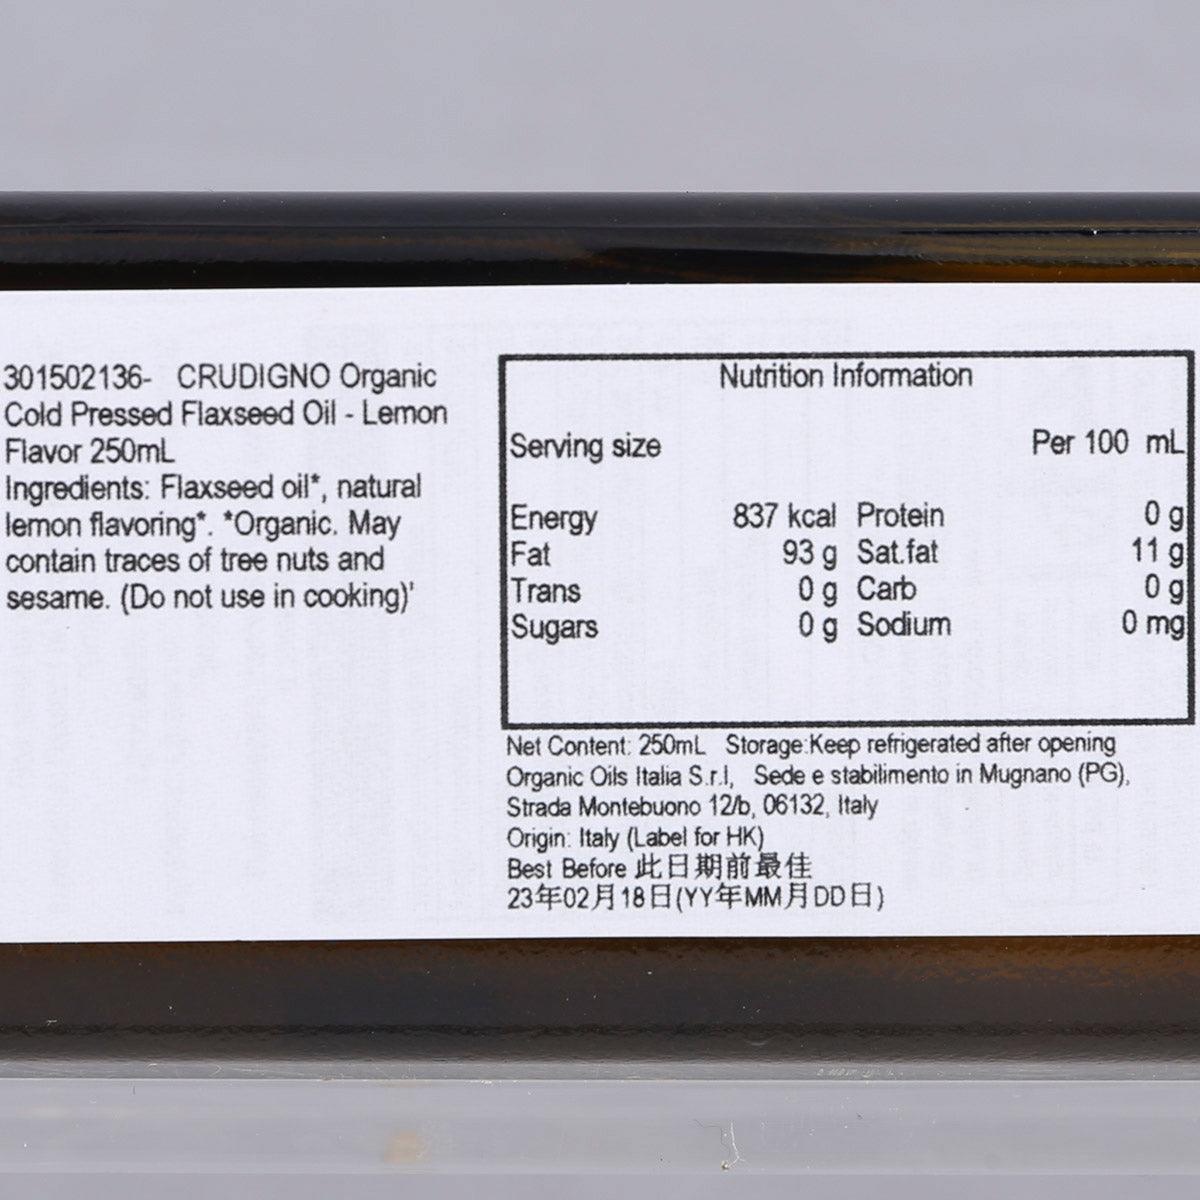 301502136- CRUDIGNO Organic
Cold Pressed Flaxseed Oil - Lemon
Flavor 250mL
Ingredients: Flaxseed oil*, natural
lemon flavoring*. *Organic. May
contain traces of tree nuts and
sesame. (Do not use in cooking)'
Nutrition Information
Serving size Per 100 mL
Energy 837 kcal Protein 0 g
Fat 93 g Sat.fat 11 g
Trans 0 g Carb 0 g
Sugars 0 g Sodium 0 mg
Net Content: 250mL Storage:Keep refrigerated after opening
Organic Oils Italia S.r.l, Sede e stabilimento in Mugnano (PG),
Strada Montebuono 12/b, 06132, Italy
Origin: Italy (Label for HK)
Best Before 此日期前最佳
23年02月18日(YY年MM月DD日)